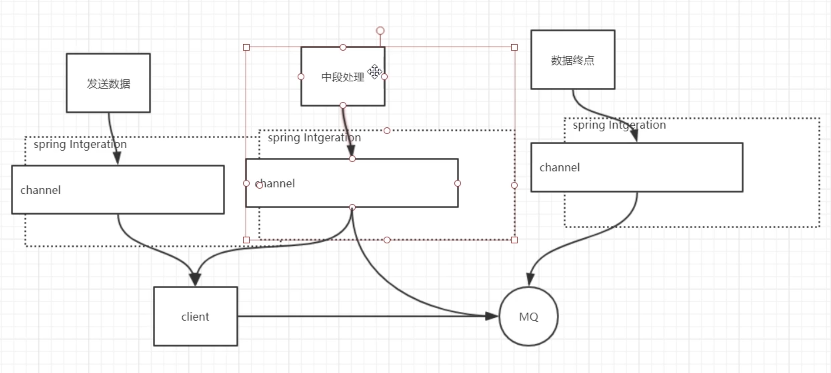 发送数据
中段处理
数据终点
spring Intgeration
spring Intgeration
spring Intgeration
channel
channel
channel
client
MQ